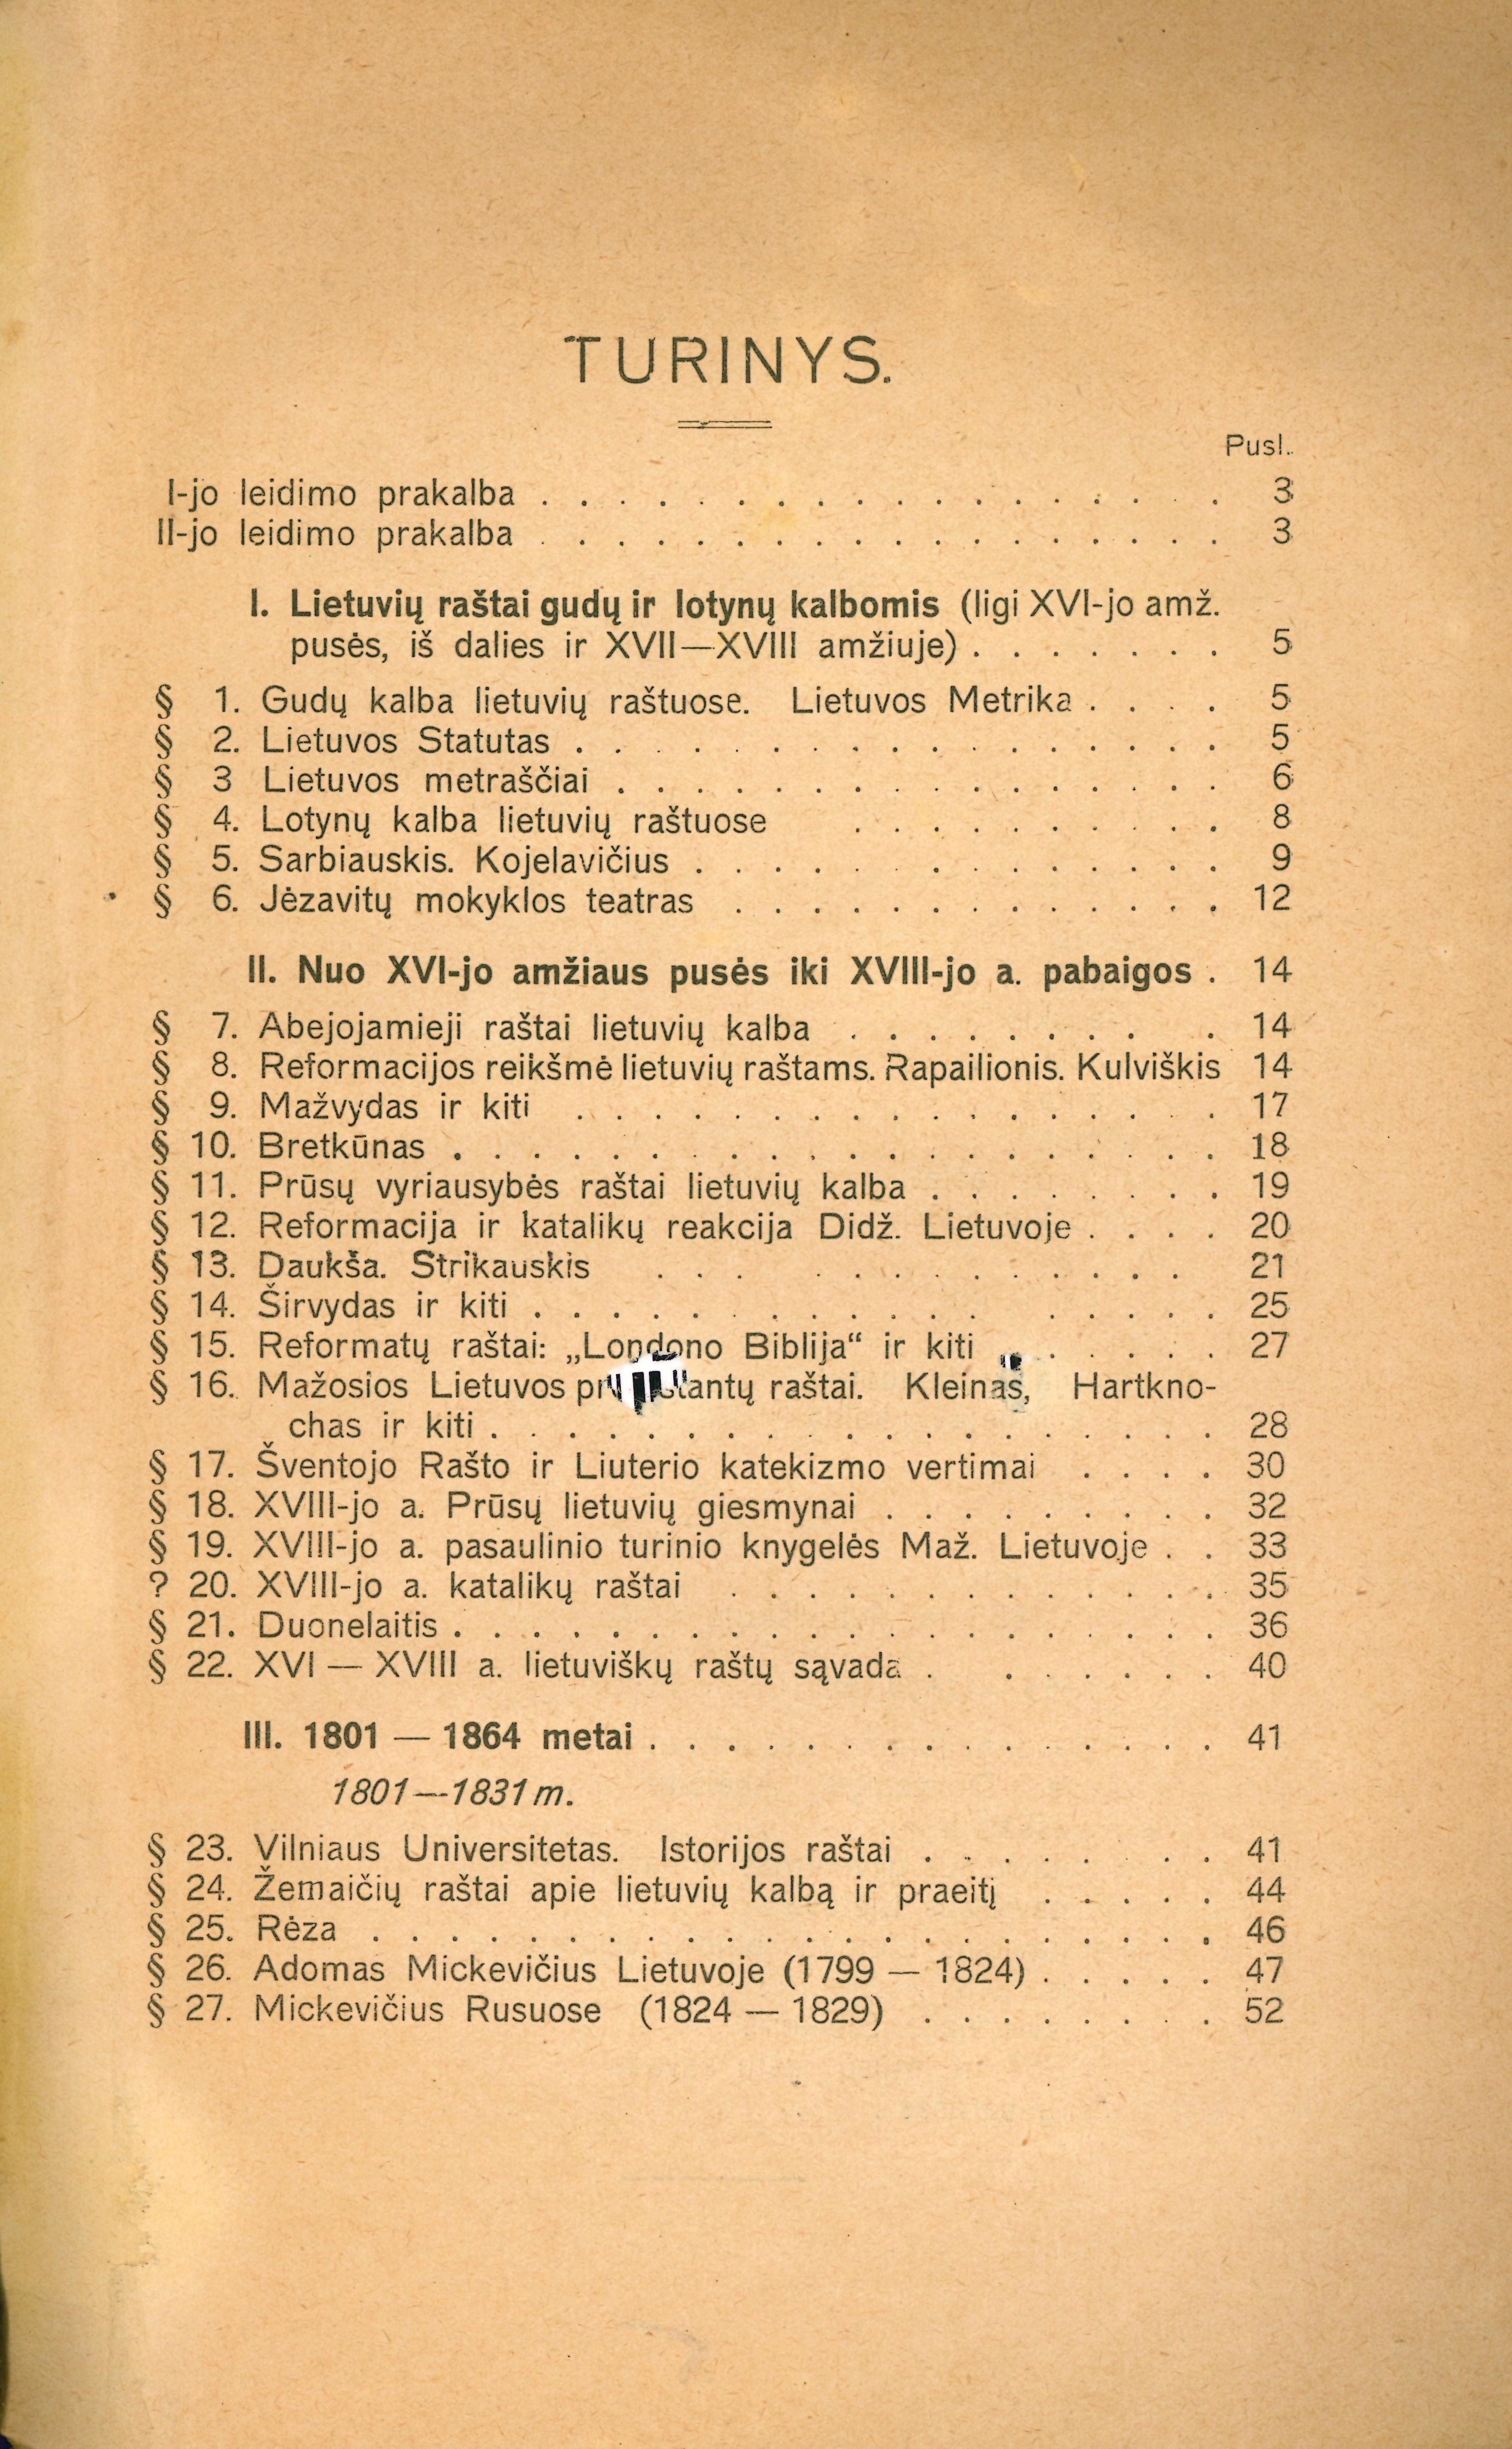 TURINYS.
Pusl.
I-jo leidimo prakalba . . . . . . . . . . . . . . . . . . 3
II-jo leidimo prakalba . . . . . . . . . . . . . . . . . . 3
I. Lietuvių raštai gudų ir lotynų kalbomis (ligi XVI-jo amž.
pusės, iš dalies ir XVII—XVIII amžiuje) . . . . . . . 5
§ 1. Gudų kalba lietuvių raštuose. Lietuvos Metrika . . . . 5
§ 2. Lietuvos Statutas . . . . . . . . . . . . . . . . . 5
§ 3 Lietuvos metraščiai . . . . . . . . . . . . . . . . 6
§ 4. Lotynų kalba lietuvių raštuose . . . . . . . . . . 8
§ 5. Sarbiauskis. Kojelavičius . . . . . . . . . . . . . . 9
§ 6. Jėzavitų mokyklos teatras . . . . . . . . . . . . . 12
II. Nuo XVI-jo amžiaus pusės iki XVIII-jo a. pabaigos . 14
§ 7. Abejojamieji raštai lietuvių kalba . . . . . . . . . 14
§ 8. Reformacijos reikšmė lietuvių raštams. Rapailionis. Kulviškis 14
§ 9. Mažvydas ir kiti . . . . . . . . . . . . . . . . . 17
§ 10. Bretkūnas . . . . . . . . . . . . . . . . . . . . 18
§ 11. Prūsų vyriausybės raštai lietuvių kalba . . . . . . . . 19
§ 12. Reformacija ir katalikų reakcija Didž. Lietuvoje . . . . 20
§ 13. Daukša. Strikauskis . . . . . . . . . . . . . 21
§ 14. Širvydas ir kiti . . . . . . . . . . . . . . . . . 25
§ 15. Reformatų raštai: „Londono Biblija“ ir kiti . . . . . . 27
§ 16. Mažosios Lietuvos raštai. Kleinas, Hartkno-
chas ir kiti . . . . . . . . . . . . . . . . . . . 28
§ 17. Šventojo Rašto ir Liuterio katekizmo vertimai . . . . 30
§ 18. XVIII-jo a. Prūsų lietuvių giesmynai . . . . . . . . . 32
§ 19. XVIII-jo a. pasaulinio turinio knygelės Maž. Lietuvoje . . 33
? 20. XVIII-jo a. katalikų raštai . . . . . . . . . . . . . 35
§ 21. Duonelaitis . . . . . . . . . . . . . . . . . . . . 36
§ 22. XVI — XVIII a. lietuviškų raštų sąvada . . . . . . . 40
III. 1801 — 1864 metai . . . . . . . . . . . . . . . 41
1801—1831 m.
§ 23. Vilniaus Universitetas. Istorijos raštai . . . . . . . 41
§ 24. Žemaičių raštai apie lietuvių kalbą ir praeitį . . . . . 44
§ 25. Rėza . . . . . . . . . . . . . . . . . . . . . . 46
§ 26. Adomas Mickevičius Lietuvoje (1799 — 1824) . . . . . 47
§ 27. Mickevičius Rusuose (1824 — 1829) . . . . . . . . 52